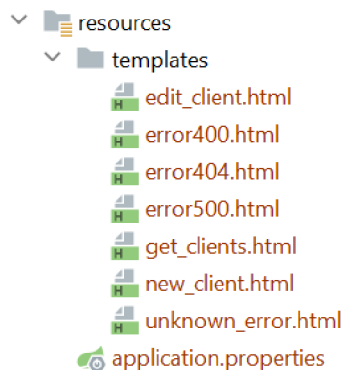 resources
templates
edit_client.html
error400.html
error404.html
error500.html
get_clients.html
new_client.html
unknown_error.html
application.properties